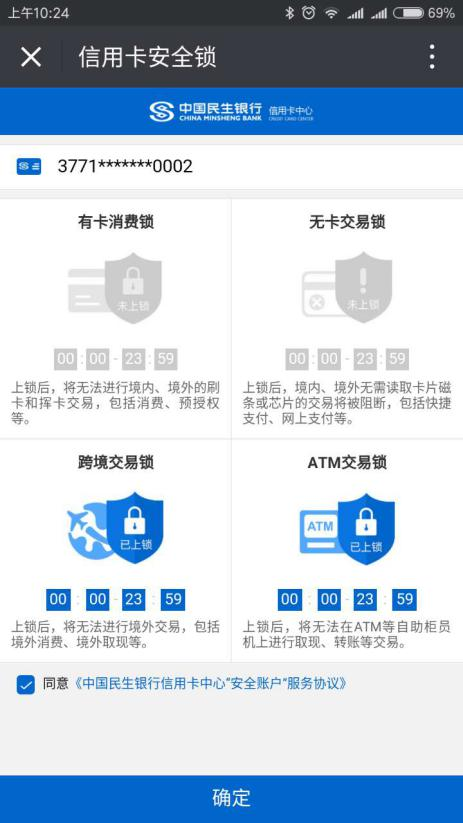 上午10:24
69%
信用卡安全锁
中国民生银行 信用卡中心
CHINA MINSHENG BANK CREDIT CARD CENTER
3771*******0002
有卡消费锁
未上锁
00:00-23:59
上锁后，将无法进行境内、境外的刷
卡和挥卡交易，包括消费、预授权
等。
无卡交易锁
未上锁
00:00-23:59
上锁后，境内、境外无需读取卡片磁
条或芯片的交易将被阻断，包括快捷
支付、网上支付等。
跨境交易锁
已上锁
00:00-23:59
上锁后，将无法进行境外交易，包括
境外消费、境外取现等。
ATM交易锁
ATM
已上锁
00:00-23:59
上锁后，将无法在ATM等自助柜员
机上进行取现、转账等交易。
同意《中国民生银行信用卡中心“安全账户”服务协议》
确定